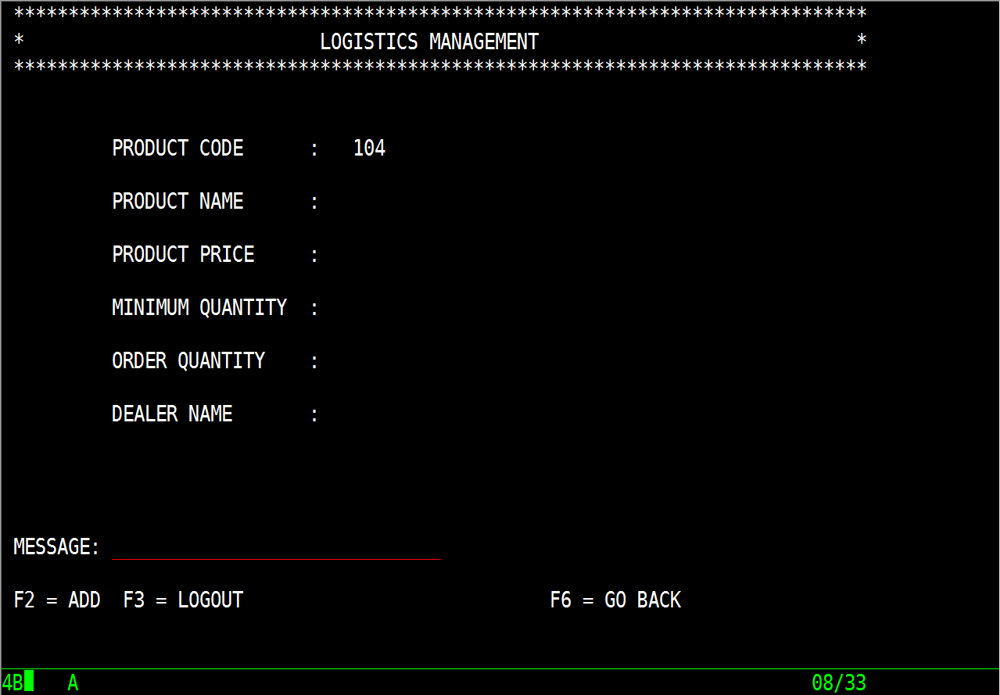 ******************************************************************************
* LOGISTICS MANAGEMENT *
******************************************************************************
PRODUCT CODE : 104
PRODUCT NAME :
PRODUCT PRICE :
MINIMUM QUANTITY :
ORDER QUANTITY :
DEALER NAME :
MESSAGE: ______________________________
F2 = ADD F3 = LOGOUT F6 = GO BACK
4B A 08/33